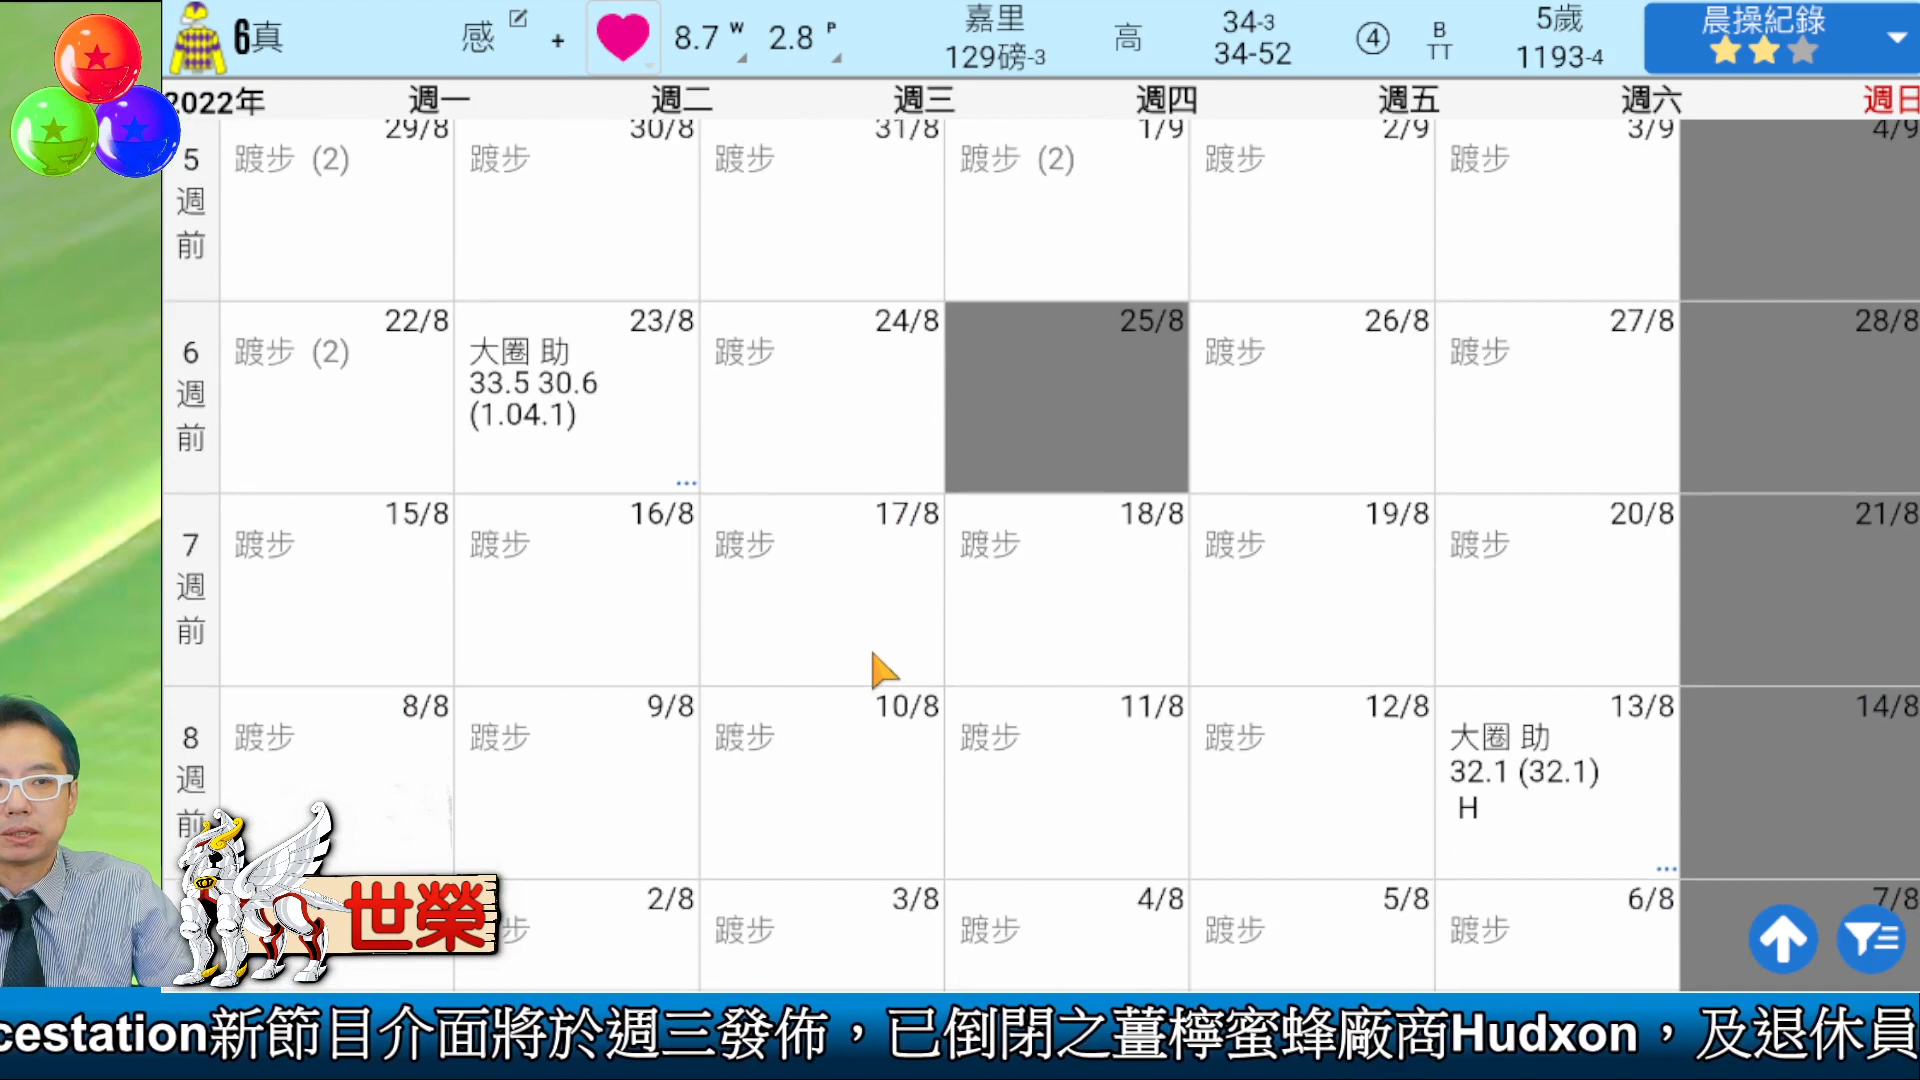 6真 感 + 8.7 W 2.8 P 嘉里 129磅-3 高 34-3 34-52 4 B TT 5歲 1193-4 晨操紀錄
2022年 週一 週二 週三 週四 週五 週六 週日
29/8 30/8 31/8 1/9 2/9 3/9 4/9
5週前 踱步 (2) 踱步 踱步 踱步 (2) 踱步 踱步
22/8 23/8 24/8 25/8 26/8 27/8 28/8
6週前 踱步 (2) 大圈 助 踱步 踱步 踱步
33.5 30.6
(1.04.1)
...
15/8 16/8 17/8 18/8 19/8 20/8 21/8
7週前 踱步 踱步 踱步 踱步 踱步 踱步
8/8 9/8 10/8 11/8 12/8 13/8 14/8
8週前 踱步 踱步 踱步 踱步 踱步 大圈 助
32.1 (32.1)
H
...
2/8 3/8 4/8 5/8 6/8 7/8
步 踱步 踱步 踱步 踱步
世榮
cestation新節目介面將於週三發佈，已倒閉之薑檸蜜蜂廠商Hudxon，及退休員